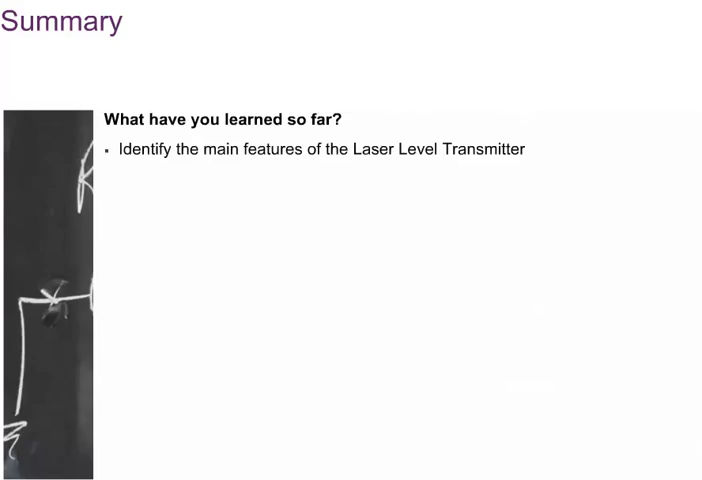 Summary
What have you learned so far?
▪ Identify the main features of the Laser Level Transmitter